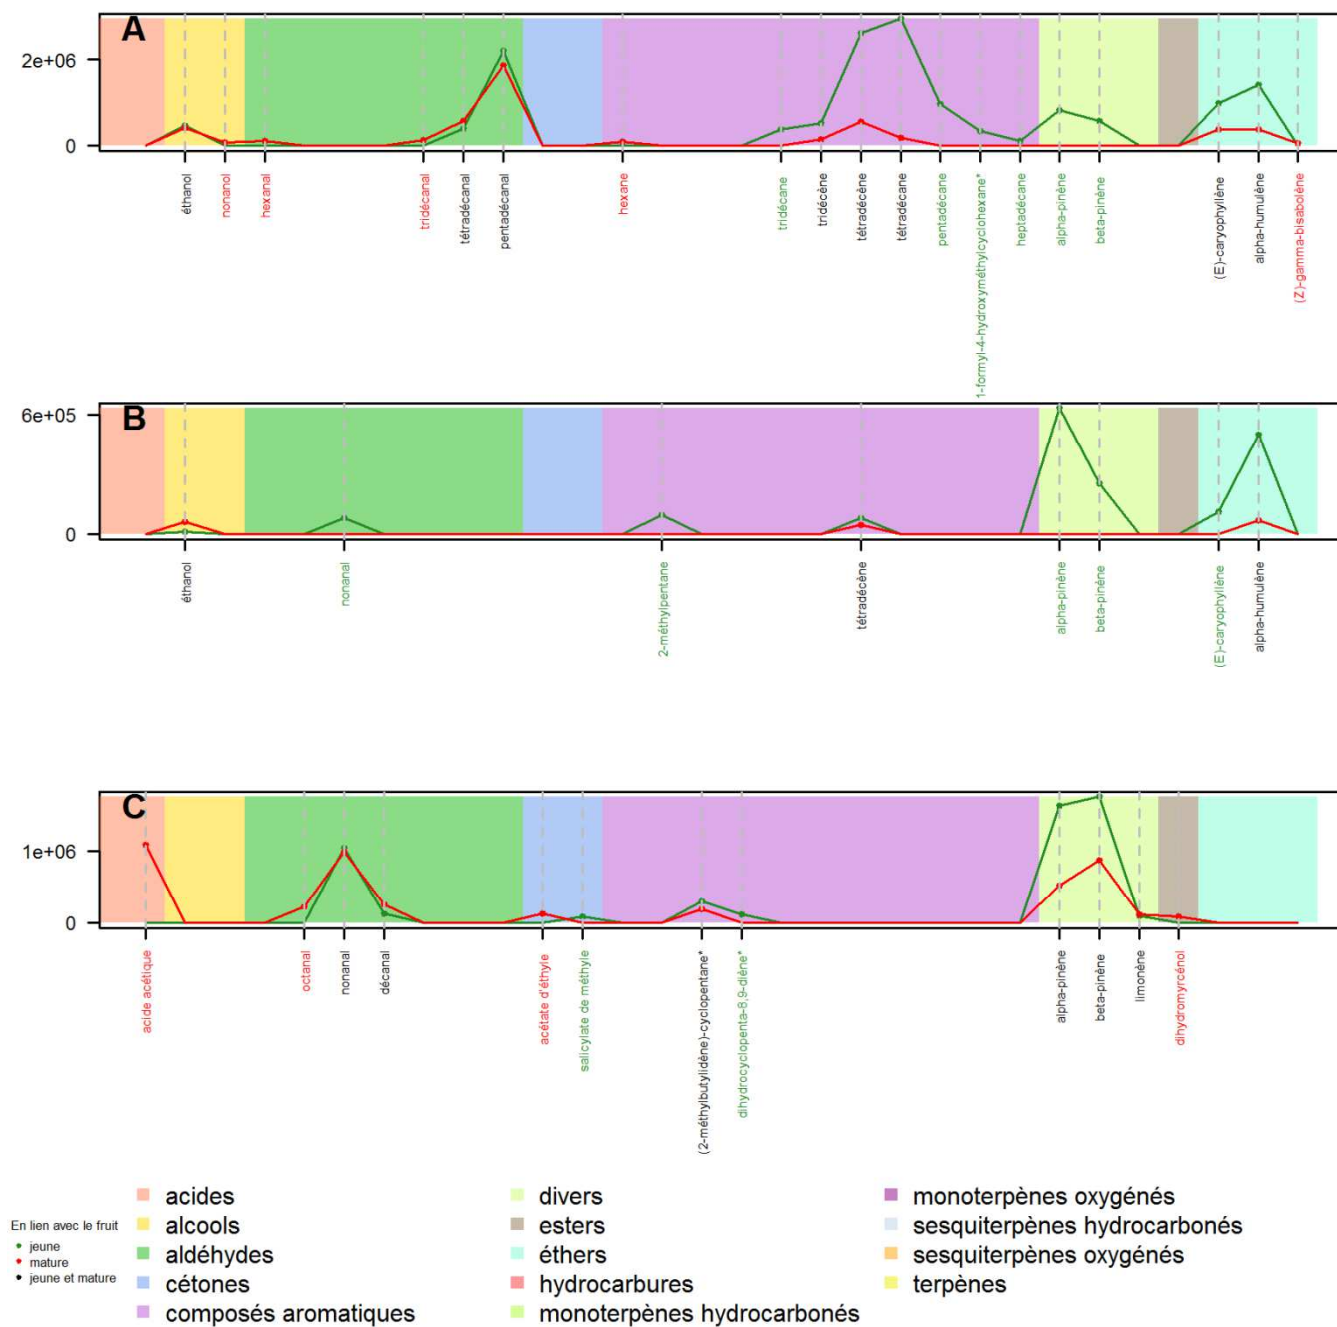 A
2e+06
0
éthanol
nonanol
hexanal
tridécanal
tétradécanal
pentadécanal
hexane
tridécane
tridécène
tétradécène
tétradécane
pentadécane
1-formyl-4-hydroxyméthylcyclohexane*
heptadécane
alpha-pinène
beta-pinène
(E)-caryophyllène
alpha-humulène
(Z)-gamma-bisabolène
B
6e+05
0
éthanol
nonanal
2-méthylpentane
tétradécène
alpha-pinène
beta-pinène
(E)-caryophyllène
alpha-humulène
C
1e+06
0
acide acétique
octanal
nonanal
décanal
acétate d'éthyle
salicylate de méthyle
(2-méthylbutylidène)-cyclopentane*
dihydrocyclopenta-8,9-diène*
alpha-pinène
beta-pinène
limonène
dihydromyrcénol
En lien avec le fruit
jeune
mature
jeune et mature
acides
alcools
aldéhydes
cétones
composés aromatiques
divers
esters
éthers
hydrocarbures
monoterpènes hydrocarbonés
monoterpènes oxygénés
sesquiterpènes hydrocarbonés
sesquiterpènes oxygénés
terpènes